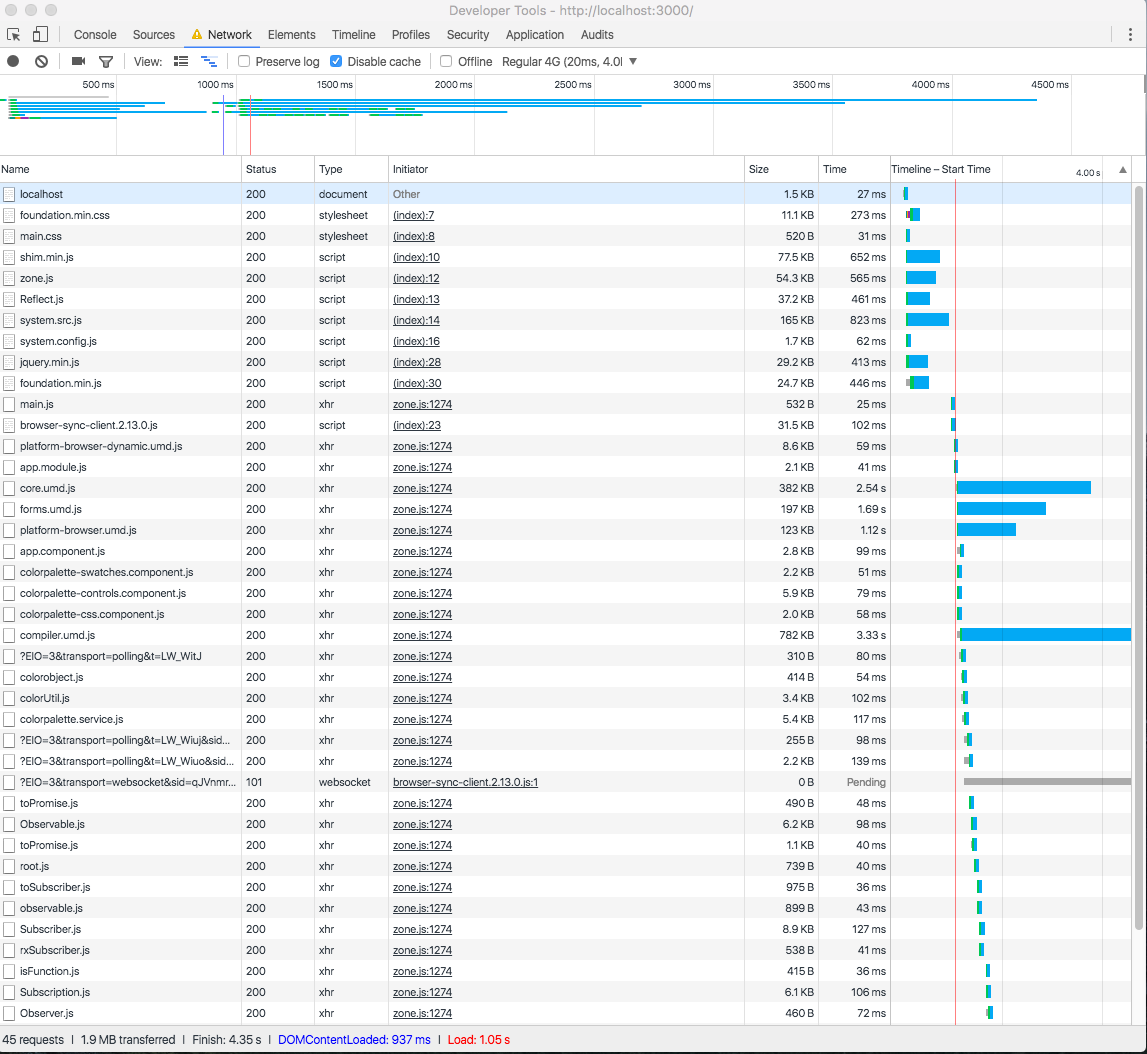 Developer Tools - http://localhost:3000/
Console Sources Network Elements Timeline Profiles Security Application Audits
View: Preserve log Disable cache Offline Regular 4G (20ms, 4.0
500 ms 1000 ms 1500 ms 2000 ms 2500 ms 3000 ms 3500 ms 4000 ms 4500 ms
Name Status Type Initiator Size Time Timeline – Start Time 4.00 s
localhost 200 document Other 1.5 KB 27 ms
foundation.min.css 200 stylesheet (index):7 11.1 KB 273 ms
main.css 200 stylesheet (index):8 520 B 31 ms
shim.min.js 200 script (index):10 77.5 KB 652 ms
zone.js 200 script (index):12 54.3 KB 565 ms
Reflect.js 200 script (index):13 37.2 KB 461 ms
system.src.js 200 script (index):14 165 KB 823 ms
system.config.js 200 script (index):16 1.7 KB 62 ms
jquery.min.js 200 script (index):28 29.2 KB 413 ms
foundation.min.js 200 script (index):30 24.7 KB 446 ms
main.js 200 xhr zone.js:1274 532 B 25 ms
browser-sync-client.2.13.0.js 200 script (index):23 31.5 KB 102 ms
platform-browser-dynamic.umd.js 200 xhr zone.js:1274 8.6 KB 59 ms
app.module.js 200 xhr zone.js:1274 2.1 KB 41 ms
core.umd.js 200 xhr zone.js:1274 382 KB 2.54 s
forms.umd.js 200 xhr zone.js:1274 197 KB 1.69 s
platform-browser.umd.js 200 xhr zone.js:1274 123 KB 1.12 s
app.component.js 200 xhr zone.js:1274 2.8 KB 99 ms
colorpalette-swatches.component.js 200 xhr zone.js:1274 2.2 KB 51 ms
colorpalette-controls.component.js 200 xhr zone.js:1274 5.9 KB 79 ms
colorpalette-css.component.js 200 xhr zone.js:1274 2.0 KB 58 ms
compiler.umd.js 200 xhr zone.js:1274 782 KB 3.33 s
?EIO=3&transport=polling&t=LW_WitJ 200 xhr zone.js:1274 310 B 80 ms
colorobject.js 200 xhr zone.js:1274 414 B 54 ms
colorUtil.js 200 xhr zone.js:1274 3.4 KB 102 ms
colorpalette.service.js 200 xhr zone.js:1274 5.4 KB 117 ms
?EIO=3&transport=polling&t=LW_Wiuj&sid... 200 xhr zone.js:1274 255 B 98 ms
?EIO=3&transport=polling&t=LW_Wiuo&sid... 200 xhr zone.js:1274 2.2 KB 139 ms
?EIO=3&transport=websocket&sid=qJVnmr... 101 websocket browser-sync-client.2.13.0.js:1 0 B Pending
toPromise.js 200 xhr zone.js:1274 490 B 48 ms
Observable.js 200 xhr zone.js:1274 6.2 KB 98 ms
toPromise.js 200 xhr zone.js:1274 1.1 KB 40 ms
root.js 200 xhr zone.js:1274 739 B 40 ms
toSubscriber.js 200 xhr zone.js:1274 975 B 36 ms
observable.js 200 xhr zone.js:1274 899 B 43 ms
Subscriber.js 200 xhr zone.js:1274 8.9 KB 127 ms
rxSubscriber.js 200 xhr zone.js:1274 538 B 41 ms
isFunction.js 200 xhr zone.js:1274 415 B 36 ms
Subscription.js 200 xhr zone.js:1274 6.1 KB 106 ms
Observer.js 200 xhr zone.js:1274 460 B 72 ms
45 requests | 1.9 MB transferred | Finish: 4.35 s | DOMContentLoaded: 937 ms | Load: 1.05 s